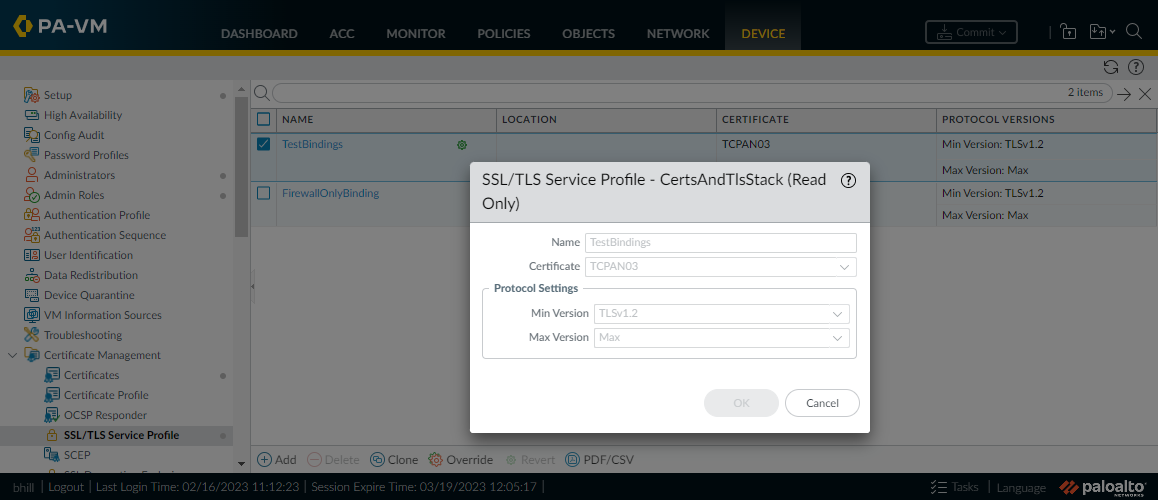 PA-VM
DASHBOARD ACC MONITOR POLICIES OBJECTS NETWORK DEVICE
Commit
Setup
High Availability
Config Audit
Password Profiles
Administrators
Admin Roles
Authentication Profile
Authentication Sequence
User Identification
Data Redistribution
Device Quarantine
VM Information Sources
Troubleshooting
Certificate Management
Certificates
Certificate Profile
OCSP Responder
SSL/TLS Service Profile
SCEP
2 items
NAME LOCATION CERTIFICATE PROTOCOL VERSIONS
TestBindings TCPAN03 Min Version: TLSv1.2
Max Version: Max
FirewallOnlyBinding Min Version: TLSv1.2
Max Version: Max
SSL/TLS Service Profile - CertsAndTlsStack (Read
Only)
Name TestBindings
Certificate TCPAN03
Protocol Settings
Min Version TLSv1.2
Max Version Max
OK Cancel
Add Delete Clone Override Revert PDF/CSV
bhill | Logout | Last Login Time: 02/16/2023 11:12:23 | Session Expire Time: 03/19/2023 12:05:17 |
Tasks | Language
paloalto
NETWORKS